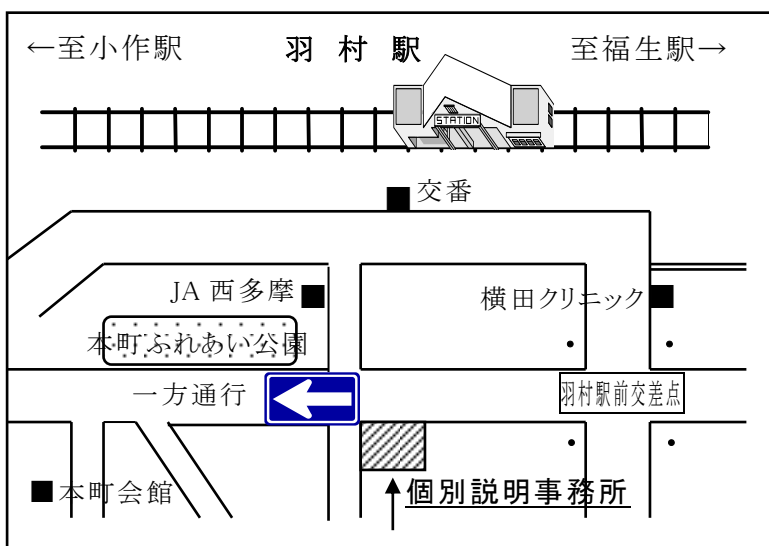 ←至小作駅
羽村駅
至福生駅→
STATION
交番
JA西多摩
横田クリニック
本町ふれあい公園
一方通行
羽村駅前交差点
本町会館
個別説明事務所